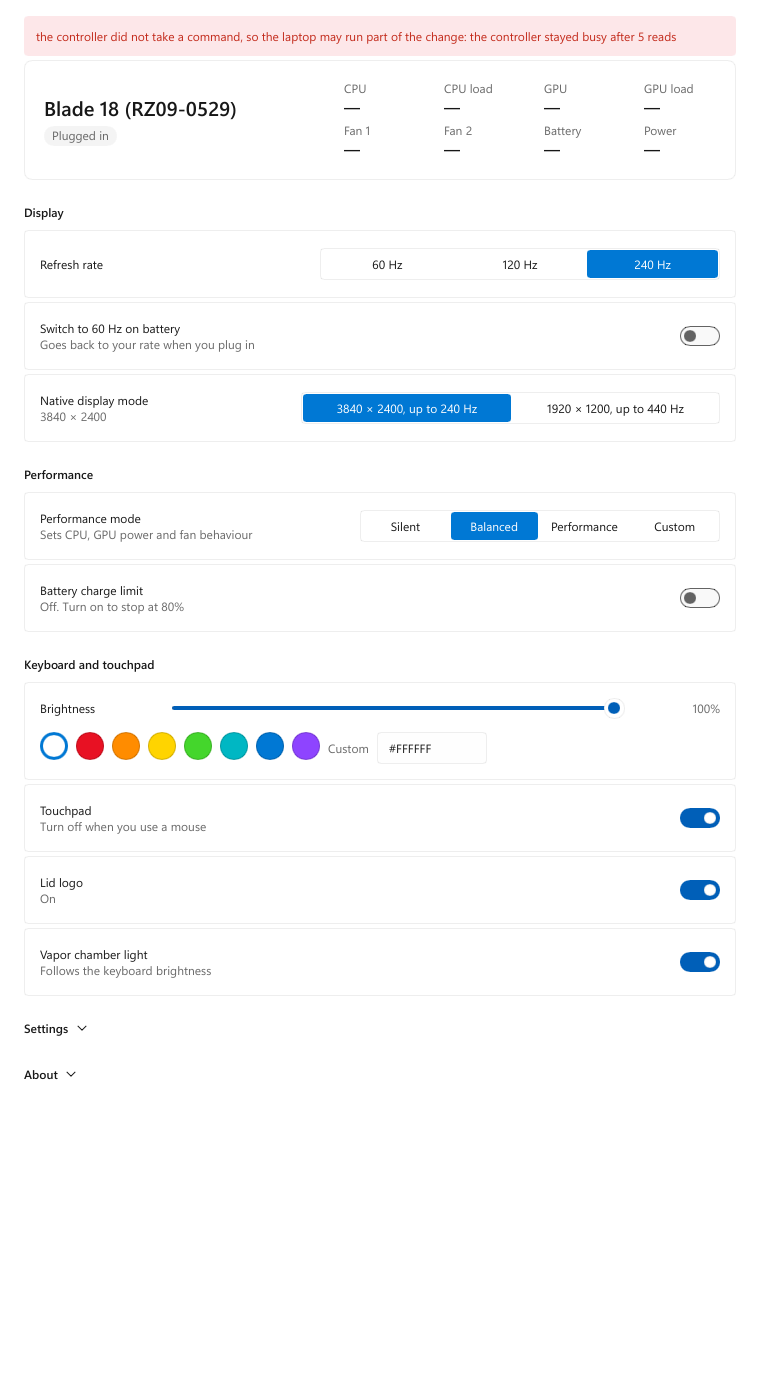 the controller did not take a command, so the laptop may run part of the change: the controller stayed busy after 5 reads
Blade 18 (RZ09-0529)
Plugged in
CPU
—
CPU load
—
GPU
—
GPU load
—
Fan 1
—
Fan 2
—
Battery
—
Power
—
Display
Refresh rate
60 Hz
120 Hz
240 Hz
Switch to 60 Hz on battery
Goes back to your rate when you plug in
Native display mode
3840 × 2400
3840 × 2400, up to 240 Hz
1920 × 1200, up to 440 Hz
Performance
Performance mode
Sets CPU, GPU power and fan behaviour
Silent
Balanced
Performance
Custom
Battery charge limit
Off. Turn on to stop at 80%
Keyboard and touchpad
Brightness
100%
Custom
#FFFFFF
Touchpad
Turn off when you use a mouse
Lid logo
On
Vapor chamber light
Follows the keyboard brightness
Settings
About